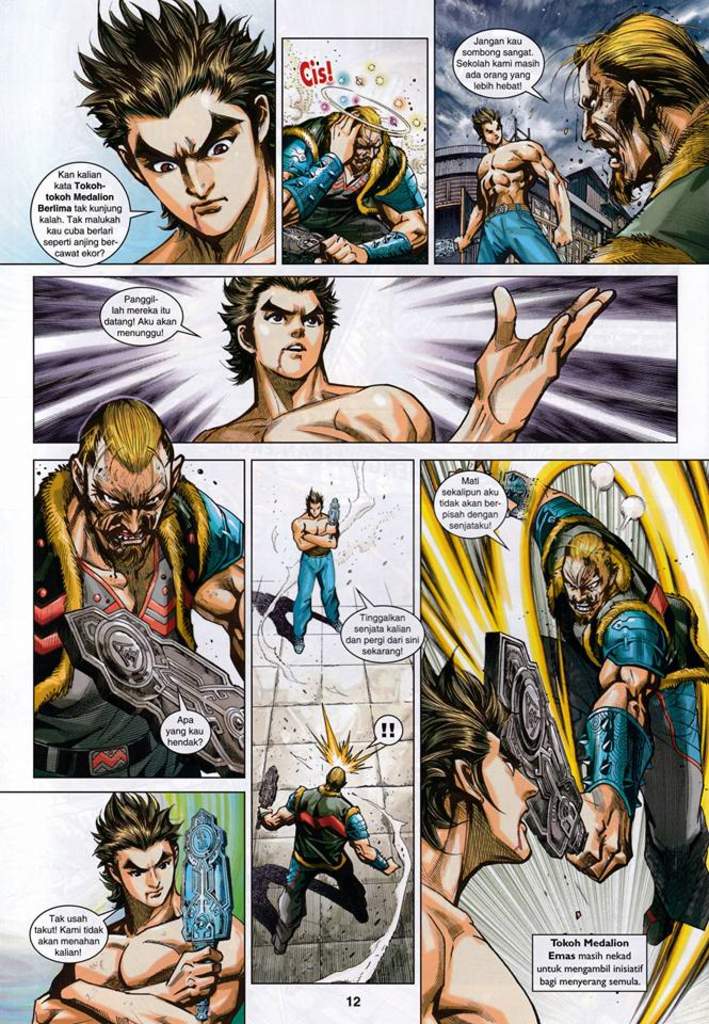 Kan kalian
kata Tokoh-
tokoh Medalion
Berlima tak kunjung
kalah. Tak malukah
kau cuba berlari
seperti anjing ber-
cawat ekor?
Cis!
Jangan kau
sombong sangat.
Sekolah kami masih
ada orang yang
lebih hebat!
Panggil-
lah mereka itu
datang! Aku akan
menunggu!
Apa
yang kau
hendak?
Tinggalkan
senjata kalian
dan pergi dari sini
sekarang!
!!
Mati
sekalipun aku
tidak akan ber-
pisah dengan
senjataku!
Tak usah
takut! Kami tidak
akan menahan
kalian!
Tokoh Medalion
Emas masih nekad
untuk mengambil inisiatif
bagi menyerang semula.
12